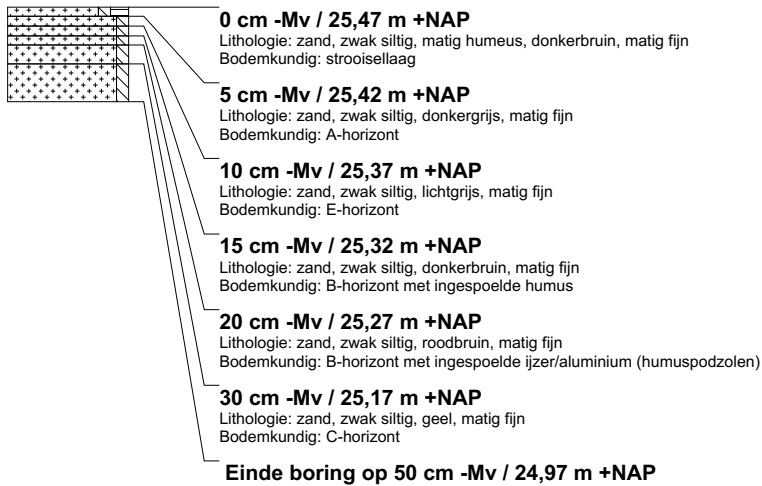 0 cm -Mv / 25,47 m +NAP
Lithologie: zand, zwak siltig, matig humeus, donkerbruin, matig fijn
Bodemkundig: strooisellaag
5 cm -Mv / 25,42 m +NAP
Lithologie: zand, zwak siltig, donkergrijs, matig fijn
Bodemkundig: A-horizont
10 cm -Mv / 25,37 m +NAP
Lithologie: zand, zwak siltig, lichtgrijs, matig fijn
Bodemkundig: E-horizont
15 cm -Mv / 25,32 m +NAP
Lithologie: zand, zwak siltig, donkerbruin, matig fijn
Bodemkundig: B-horizont met ingespoelde humus
20 cm -Mv / 25,27 m +NAP
Lithologie: zand, zwak siltig, roodbruin, matig fijn
Bodemkundig: B-horizont met ingespoelde ijzer/aluminium (humuspodzolen)
30 cm -Mv / 25,17 m +NAP
Lithologie: zand, zwak siltig, geel, matig fijn
Bodemkundig: C-horizont
Einde boring op 50 cm -Mv / 24,97 m +NAP